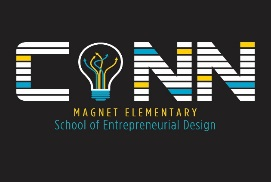 CONN
MAGNET ELEMENTARY
School of Entrepreneurial Design